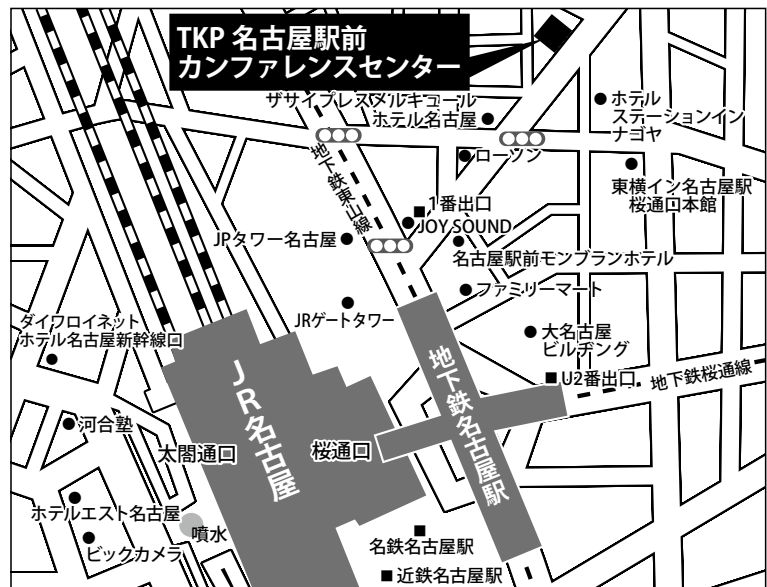 TKP 名古屋駅前
カンファレンスセンター
ザサイプレスメルキュール
ホテル名古屋
ホテル
ステーションイン
ナゴヤ
ローソン
地下鉄東山線
東横イン名古屋駅
桜通口本館
1番出口
JOY SOUND
JPタワー名古屋
名古屋駅前モンブランホテル
ファミリーマート
JRゲートタワー
ダイワロイネット
ホテル名古屋新幹線口
大名古屋
ビルヂング
U2番出口
地下鉄桜通線
JR名古屋
地下鉄名古屋駅
河合塾
太閤通口
桜通口
ホテルエスト名古屋
噴水
ビックカメラ
名鉄名古屋駅
近鉄名古屋駅